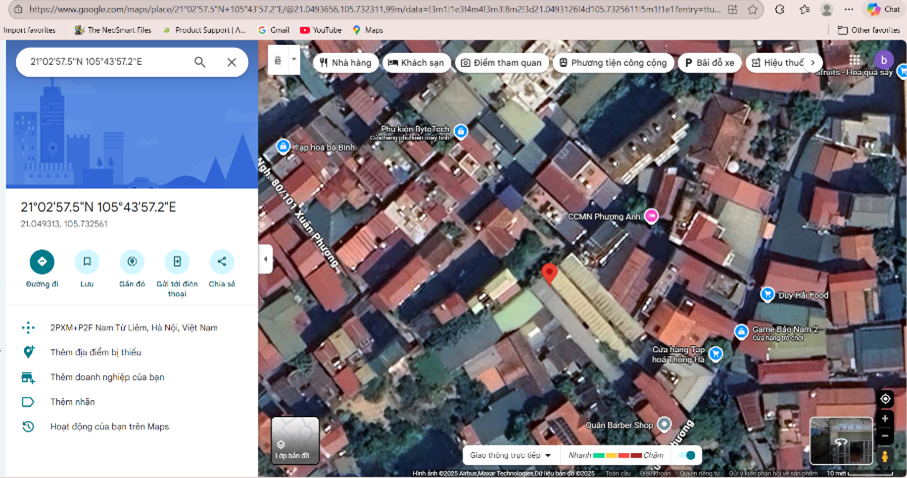 https://www.google.com/maps/place/21°02'57.5"N+105°43'57.2"E/@21.0493656,105.732311,99m/data=!3m1!1e3!4m4!3m3!8m2!3d21.0493126!4d105.7325611!5m1!1e1?entry=ttu...
Chat
Import favorites
The NeoSmart Files
Product Support | A...
Gmail
YouTube
Maps
Other favorites
21°02'57.5"N 105°43'57.2"E
ê
Nhà hàng
Khách sạn
Điểm tham quan
Phương tiện công cộng
P Bãi đỗ xe
Hiệu thuố
b
fruits - Hoa quả sấy
Phụ kiện ByteTech
Cửa hàng phụ kiện máy tính
Tạp hoá bà Bình
Ngh. 80/101 Xuân Phương
21°02'57.5"N 105°43'57.2"E
21.049313, 105.732561
CCMN Phương Anh
Đường đi
Lưu
Gần đó
Gửi tới điện thoại
Chia sẻ
Duy Hải Food
2PXM+P2F Nam Từ Liêm, Hà Nội, Việt Nam
Game Bảo Nam 2
Cửa hàng trò chơi
Thêm địa điểm bị thiếu
Cửa hàng Tạp
hoá Thông Hà
Thêm doanh nghiệp của bạn
Thêm nhãn
Hoạt động của bạn trên Maps
Quân Barber Shop
Lớp bản đồ
Giao thông trực tiếp
Nhanh
Chậm
Hình ảnh ©2025 Airbus, Maxar Technologies, Dữ liệu bản đồ ©2025
Toàn cầu
Điều khoản
Quyền riêng tư
Gửi ý kiến phản hồi về sản phẩm
10 mét